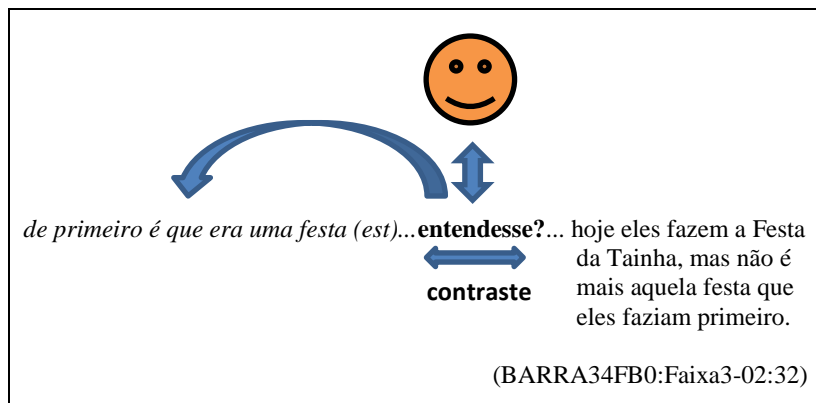 de primeiro é que era uma festa (est)...entendesse?... hoje eles fazem a Festa
da Tainha, mas não é
contraste
mais aquela festa que
eles faziam primeiro.
(BARRA34FB0:Faixa3-02:32)